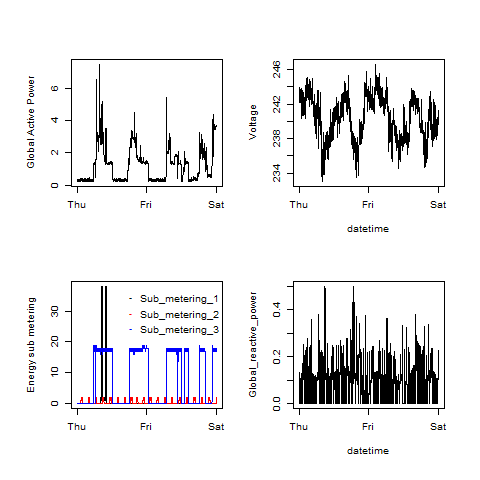 Global Active Power
0 2 4 6
Thu Fri Sat
Voltage
234 238 242 246
Thu Fri Sat
datetime
Energy sub metering
0 10 20 30
Sub_metering_1
Sub_metering_2
Sub_metering_3
Thu Fri Sat
Global_reactive_power
0.0 0.2 0.4
Thu Fri Sat
datetime